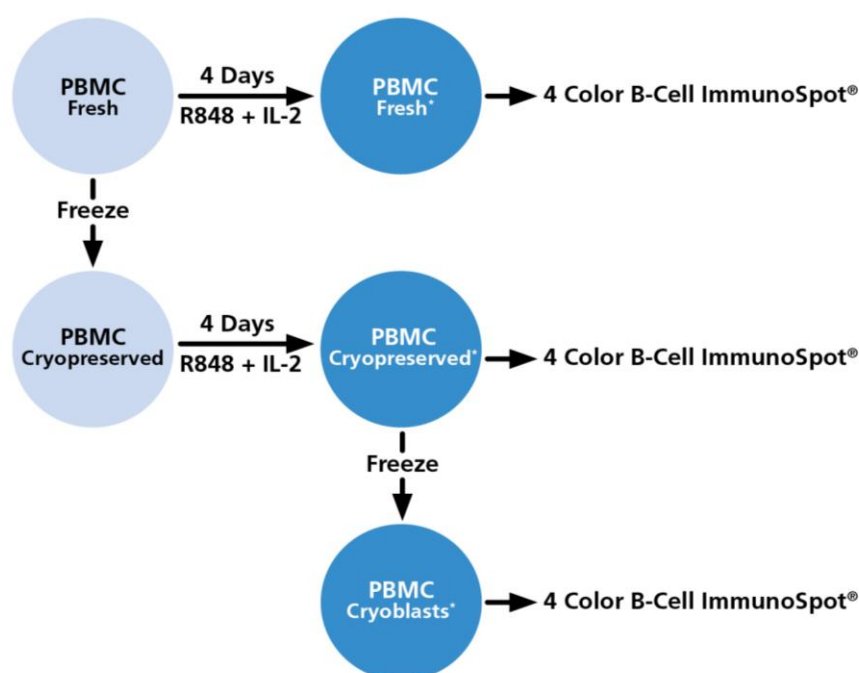 PBMC
Fresh
4 Days
R848 + IL-2
PBMC
Fresh*
4 Color B-Cell ImmunoSpot®
Freeze
PBMC
Cryopreserved
4 Days
R848 + IL-2
PBMC
Cryopreserved*
4 Color B-Cell ImmunoSpot®
Freeze
PBMC
Cryoblasts*
4 Color B-Cell ImmunoSpot®